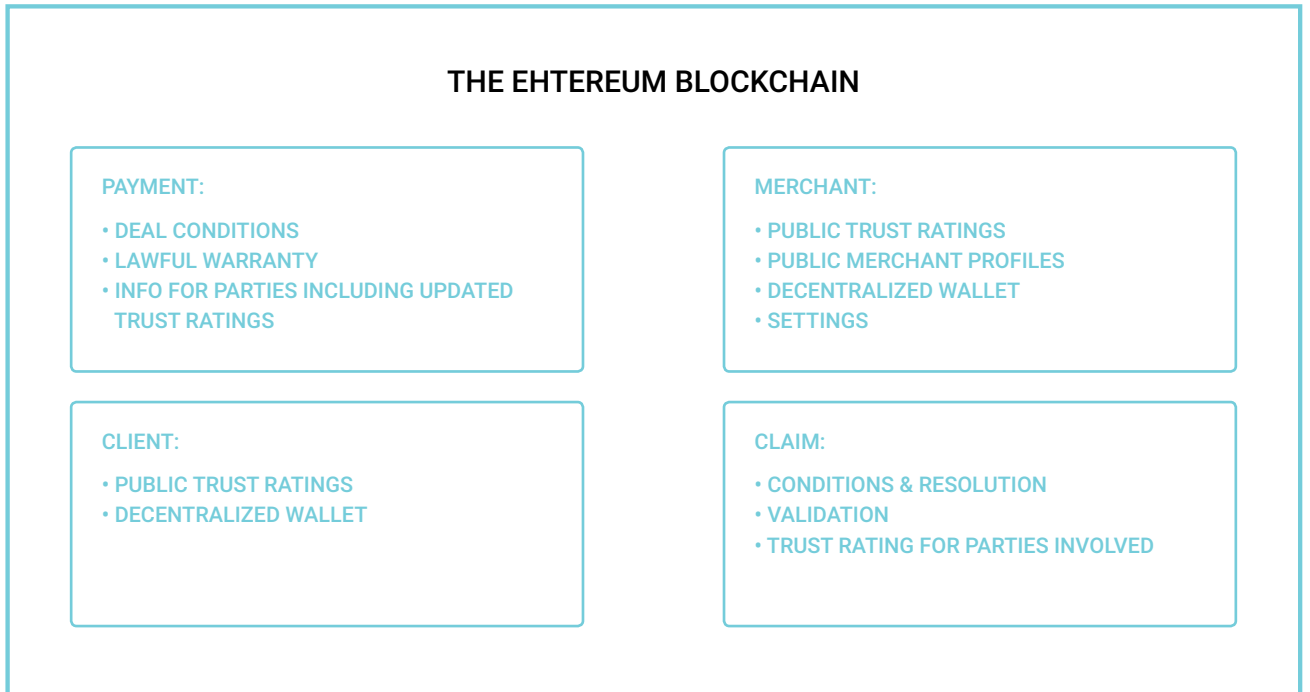 THE EHTEREUM BLOCKCHAIN
PAYMENT:
• DEAL CONDITIONS
• LAWFUL WARRANTY
• INFO FOR PARTIES INCLUDING UPDATED
TRUST RATINGS
MERCHANT:
• PUBLIC TRUST RATINGS
• PUBLIC MERCHANT PROFILES
• DECENTRALIZED WALLET
• SETTINGS
CLIENT:
• PUBLIC TRUST RATINGS
• DECENTRALIZED WALLET
CLAIM:
• CONDITIONS & RESOLUTION
• VALIDATION
• TRUST RATING FOR PARTIES INVOLVED